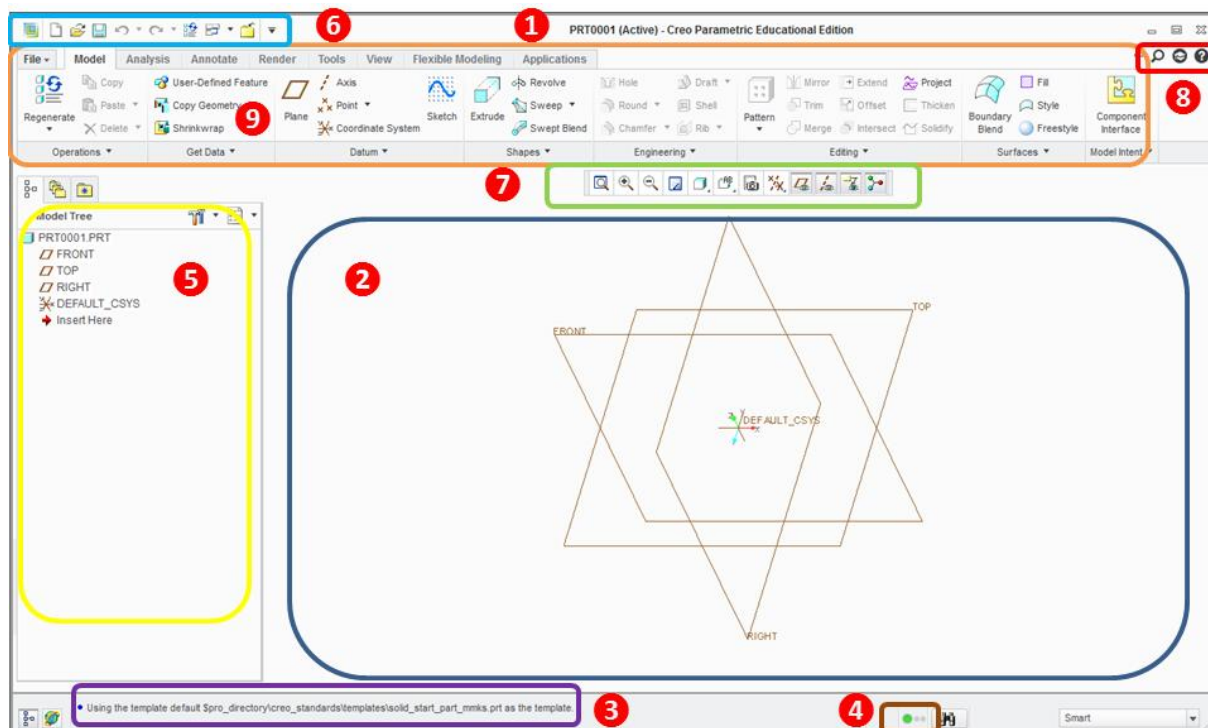 6 1 PRT0001 (Active) - Creo Parametric Educational Edition
File Model Analysis Annotate Render Tools View Flexible Modeling Applications
8
Regenerate
Copy
Paste
Delete
Operations
User-Defined Feature
Copy Geometry
Shrinkwrap
9
Get Data
Plane
Axis
Point
Coordinate System
Sketch
Datum
Extrude
Revolve
Sweep
Swept Blend
Shapes
Hole
Round
Chamfer
Draft
Shell
Rib
Engineering
Pattern
Mirror
Trim
Merge
Extend
Offset
Intersect
Project
Thicken
Solidify
Editing
Boundary
Blend
Fill
Style
Freestyle
Surfaces
Component
Interface
Model Intent
7
Model Tree
PRT0001.PRT
FRONT
TOP
RIGHT
DEFAULT_CSYS
Insert Here
5
2
TOP
FRONT
Y
Z
X
DEFAULT_CSYS
RIGHT
Using the template default $pro_directory\creo_standards\templates\solid_start_part_mmks.prt as the template.
3
4
Smart